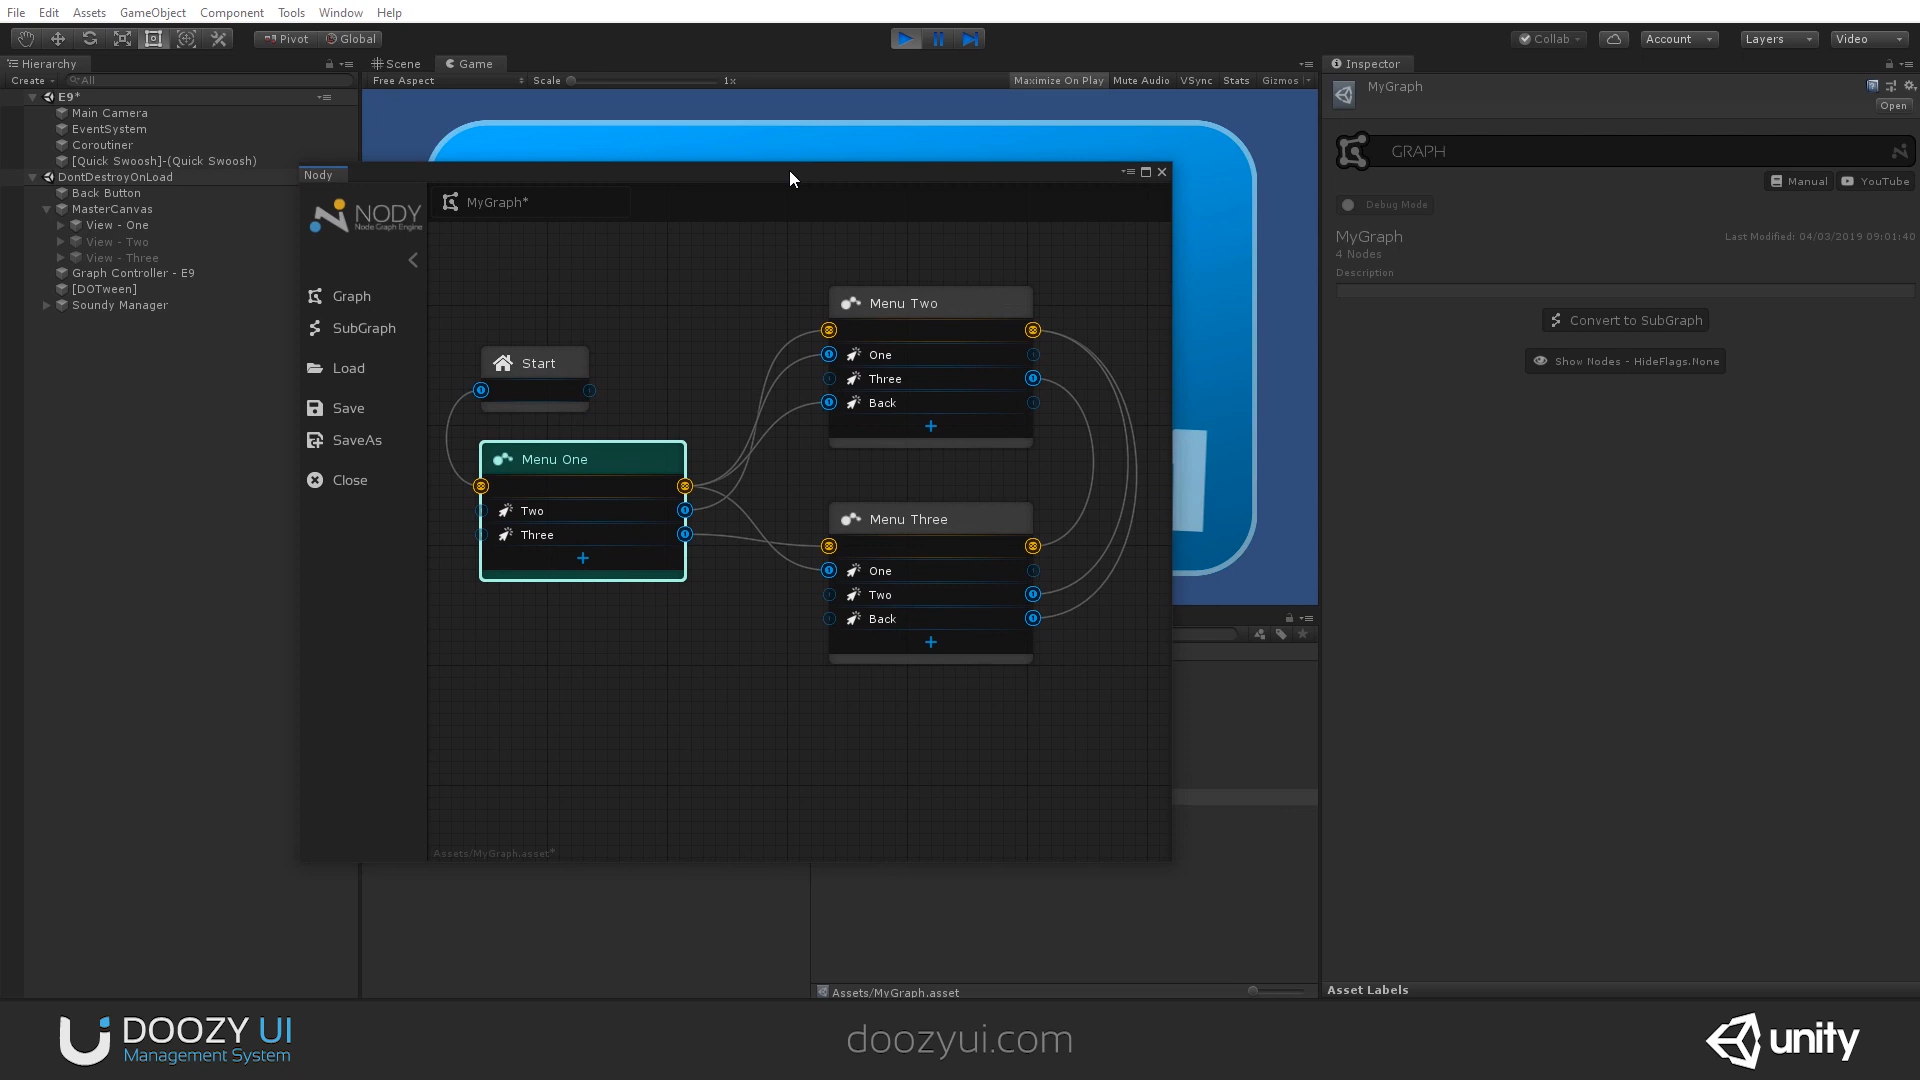 File Edit Assets GameObject Component Tools Window Help
Pivot Global Collab Account Layers Video
Hierarchy
Create All
E9*
Main Camera
EventSystem
Coroutiner
[Quick Swoosh]-(Quick Swoosh)
DontDestroyOnLoad
Back Button
MasterCanvas
View - One
View - Two
View - Three
Graph Controller - E9
[DOTween]
Soundy Manager
Scene Game
Free Aspect Scale 1x Maximize On Play Mute Audio VSync Stats Gizmos
Nody
NODY
Node Graph Engine
MyGraph*
Graph
SubGraph
Load
Save
SaveAs
Close
Start
Menu One
Two
Three
Menu Two
One
Three
Back
Menu Three
One
Two
Back
Assets/MyGraph.asset*
Assets/MyGraph.asset
Inspector
MyGraph
Open
GRAPH
Manual YouTube
Debug Mode
MyGraph Last Modified: 04/03/2019 09:01:40
4 Nodes
Description
Convert to SubGraph
Show Nodes - HideFlags.None
Asset Labels
DOOZY UI
Management System
doozyui.com
unity